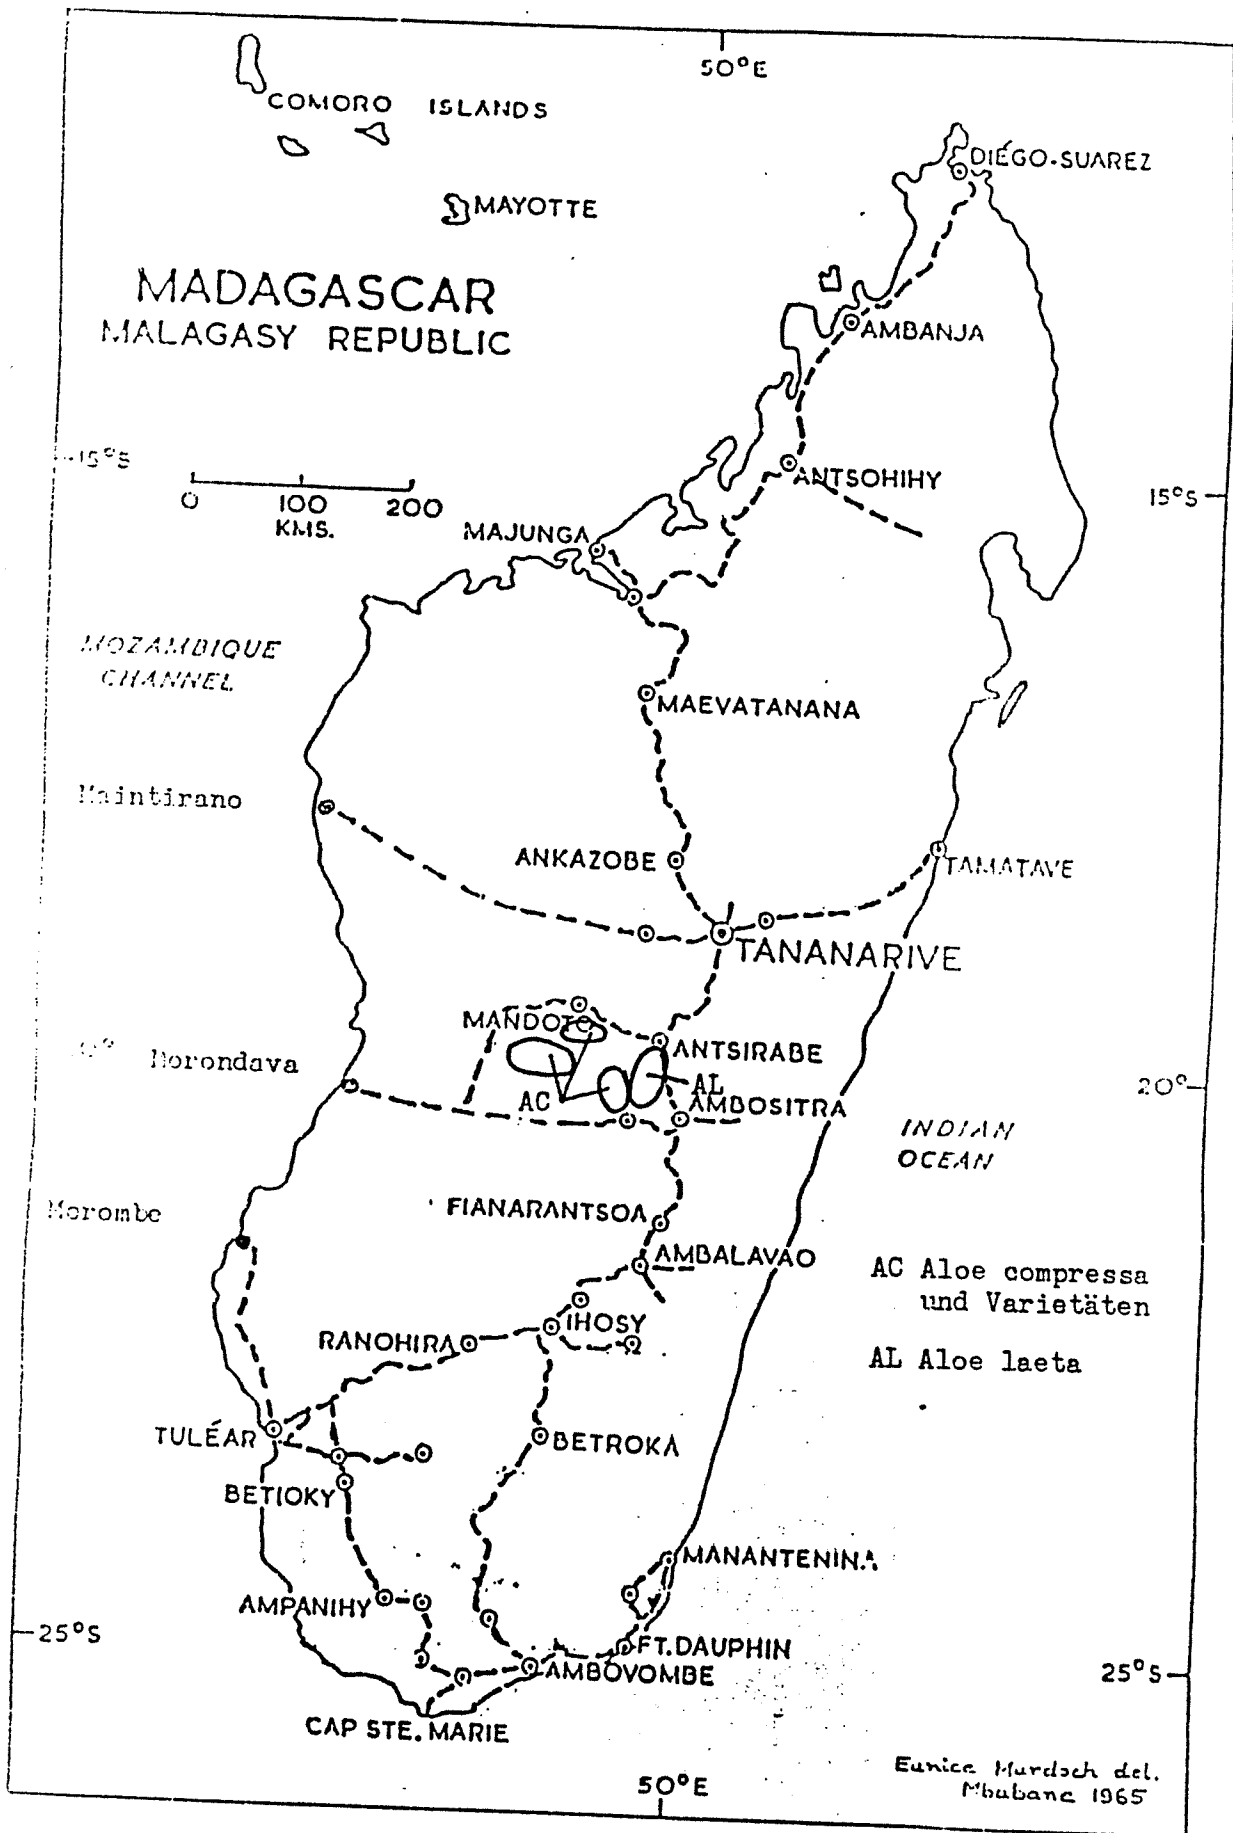 50°E
COMORO ISLANDS
DIÉGO-SUAREZ
MAYOTTE
MADAGASCAR
MALAGASY REPUBLIC
AMBANJA
15°S
0 100 200
KMS.
ANTSOHIHY
15°S
MAJUNGA
MOZAMBIQUE
CHANNEL
MAEVATANANA
Maintirano
ANKAZOBE
TAMATAVE
TANANARIVE
MANDOTO
ANTSIRABE
Morondava
AC
AL
AMBOSITRA
20°
INDIAN
OCEAN
Morombe
FIANARANTSOA
AMBALAVAO
AC Aloe compressa
und Varietäten
IHOSY
RANOHIRA
AL Aloe laeta
TULÉAR
BETROKA
BETIOKY
MANANTENINA
AMPANIHY
25°S
FT. DAUPHIN
AMBOVOMBE
25°S
CAP STE. MARIE
50°E
Eunice Murdoch del.
Mbabane 1965